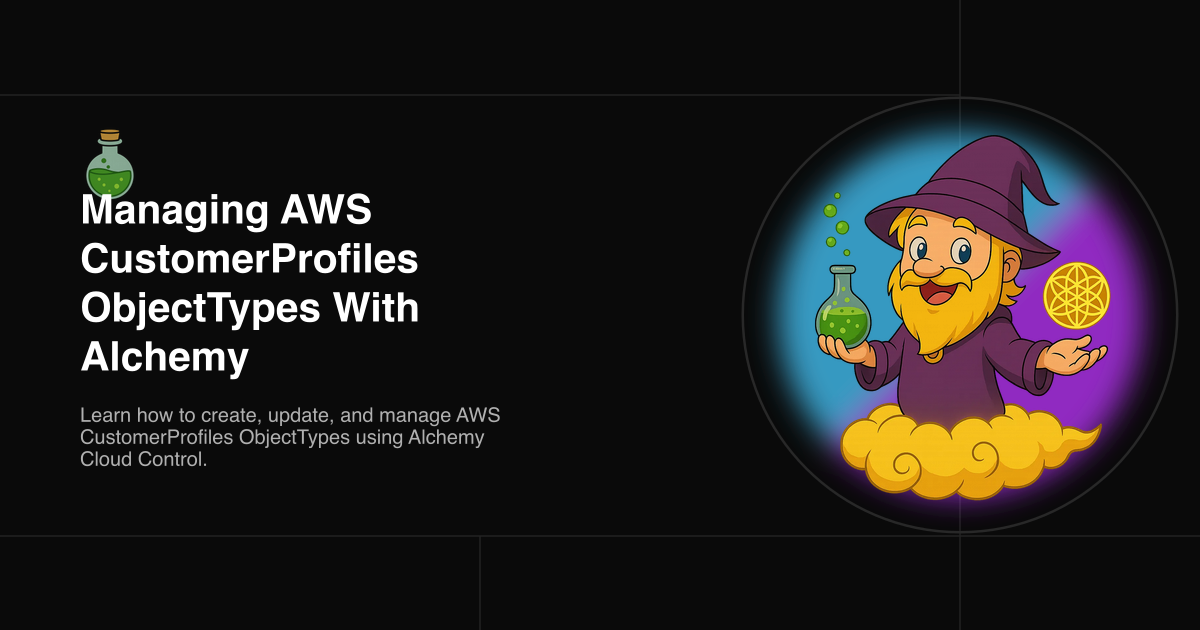 Managing AWS
CustomerProfiles
ObjectTypes With
Alchemy
Learn how to create, update, and manage AWS
CustomerProfiles ObjectTypes using Alchemy
Cloud Control.